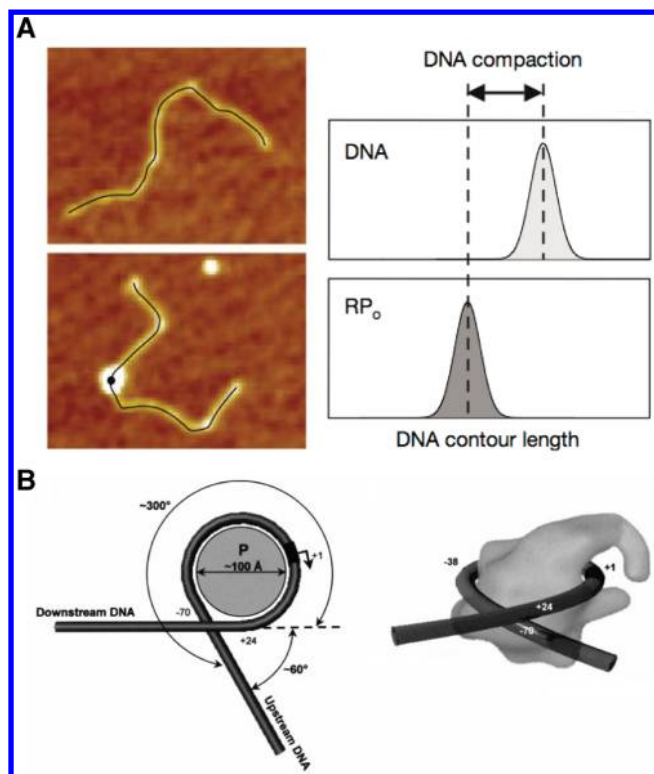 A
DNA compaction
DNA
RPo
DNA contour length
B
~300°
P
~100 Å
+1
Downstream DNA
-70
+24
~60°
Upstream DNA
-38
+1
+24
-70